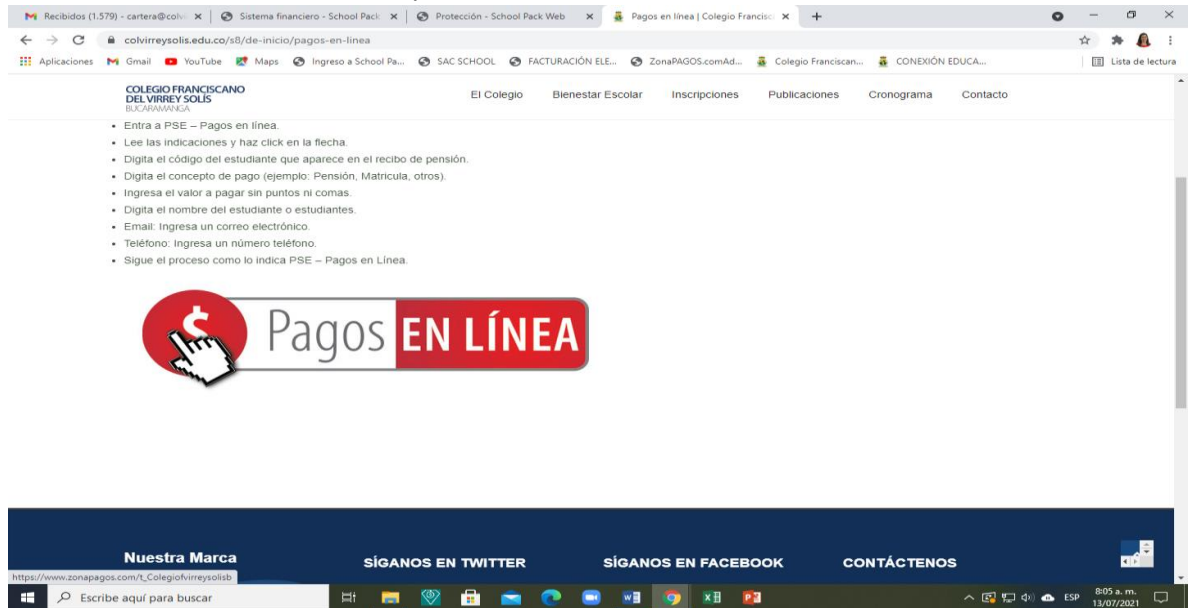 Recibidos (1.579) - cartera@colvi
Sistema financiero - School Pack
Protección - School Pack Web
Pagos en línea | Colegio Francisc
colvirreysolis.edu.co/s8/de-inicio/pagos-en-linea
Aplicaciones Gmail YouTube Maps Ingreso a School Pa... SAC SCHOOL FACTURACIÓN ELE... ZonaPAGOS.comAd... Colegio Franciscan... CONEXIÓN EDUCA... Lista de lectura
COLEGIO FRANCISCANO
DEL VIRREY SOLÍS
BUCARAMANGA
El Colegio Bienestar Escolar Inscripciones Publicaciones Cronograma Contacto
• Entra a PSE – Pagos en línea.
• Lee las indicaciones y haz click en la flecha.
• Digita el código del estudiante que aparece en el recibo de pensión.
• Digita el concepto de pago (ejemplo: Pensión, Matricula, otros).
• Ingresa el valor a pagar sin puntos ni comas.
• Digita el nombre del estudiante o estudiantes.
• Email: Ingresa un correo electrónico.
• Teléfono: Ingresa un número teléfono.
• Sigue el proceso como lo indica PSE – Pagos en Línea.
$ Pagos EN LÍNEA
Nuestra Marca SÍGANOS EN TWITTER SÍGANOS EN FACEBOOK CONTÁCTENOS
https://www.zonapagos.com/t_Colegiofvirreysolisb
Escribe aquí para buscar
ESP
8:05 a. m.
13/07/2021